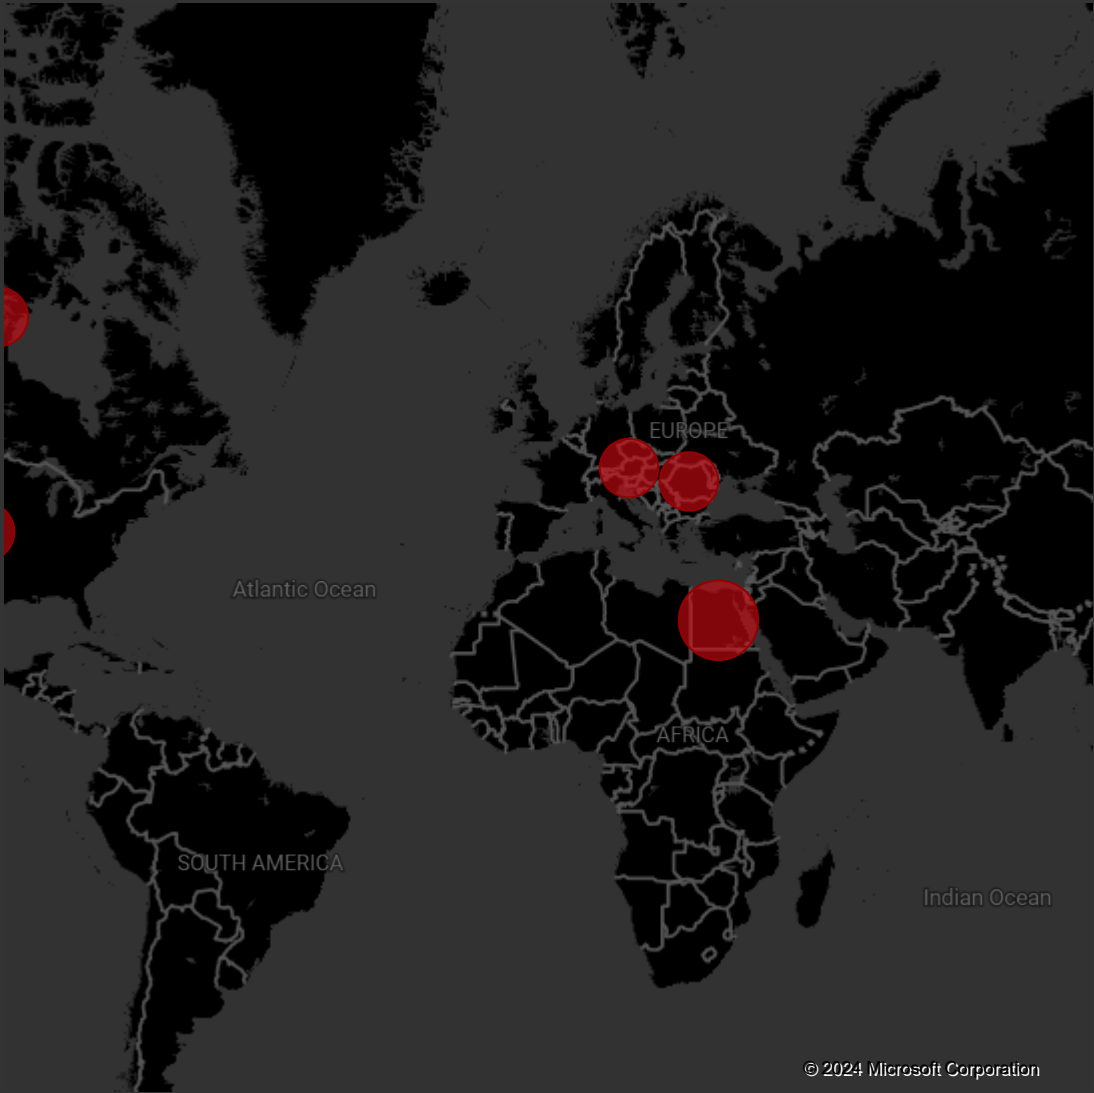 EUROPE
Atlantic Ocean
AFRICA
SOUTH AMERICA
Indian Ocean
© 2024 Microsoft Corporation